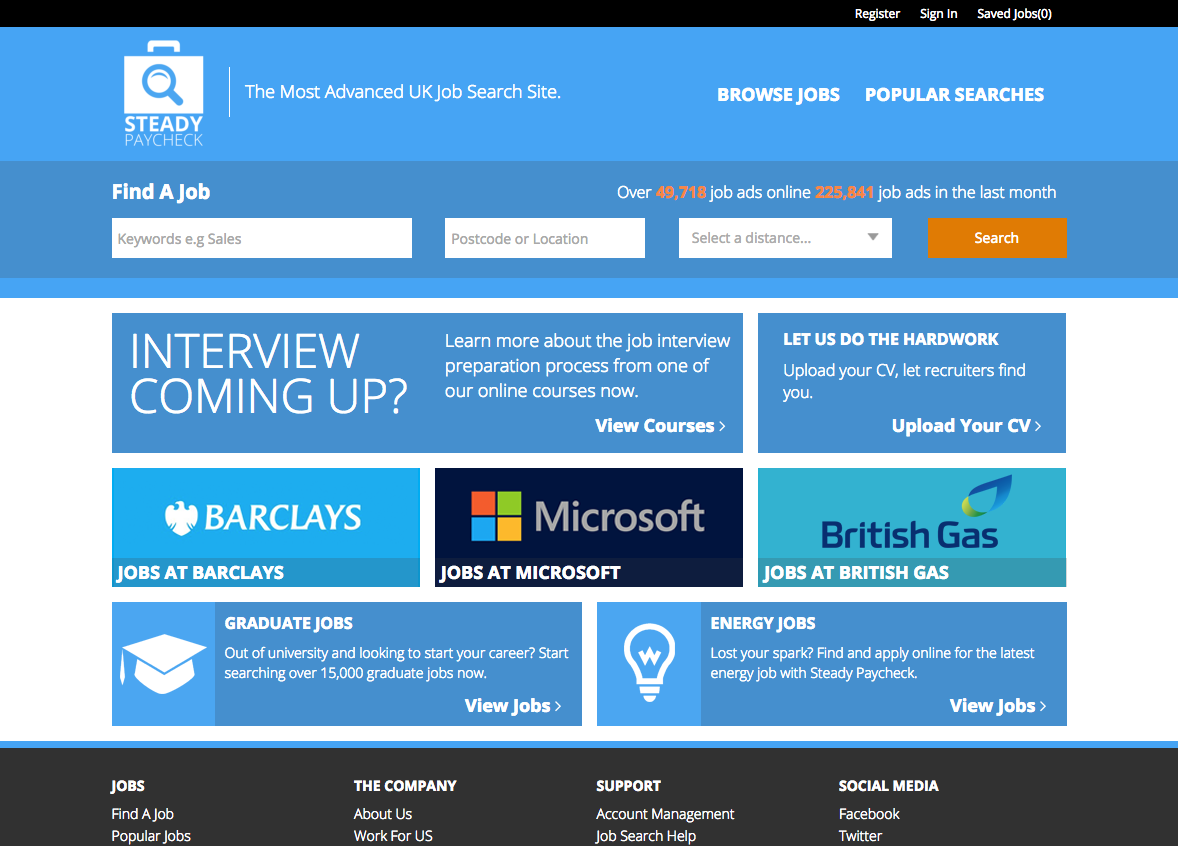 Register Sign In Saved Jobs(0)
STEADY
PAYCHECK
The Most Advanced UK Job Search Site.
BROWSE JOBS POPULAR SEARCHES
Find A Job
Over 49,718 job ads online 225,841 job ads in the last month
Keywords e.g Sales
Postcode or Location
Select a distance...
Search
INTERVIEW
COMING UP?
Learn more about the job interview
preparation process from one of
our online courses now.
View Courses
LET US DO THE HARDWORK
Upload your CV, let recruiters find
you.
Upload Your CV
BARCLAYS
JOBS AT BARCLAYS
Microsoft
JOBS AT MICROSOFT
British Gas
JOBS AT BRITISH GAS
GRADUATE JOBS
Out of university and looking to start your career? Start
searching over 15,000 graduate jobs now.
View Jobs
ENERGY JOBS
Lost your spark? Find and apply online for the latest
energy job with Steady Paycheck.
View Jobs
JOBS
Find A Job
Popular Jobs
THE COMPANY
About Us
Work For US
SUPPORT
Account Management
Job Search Help
SOCIAL MEDIA
Facebook
Twitter